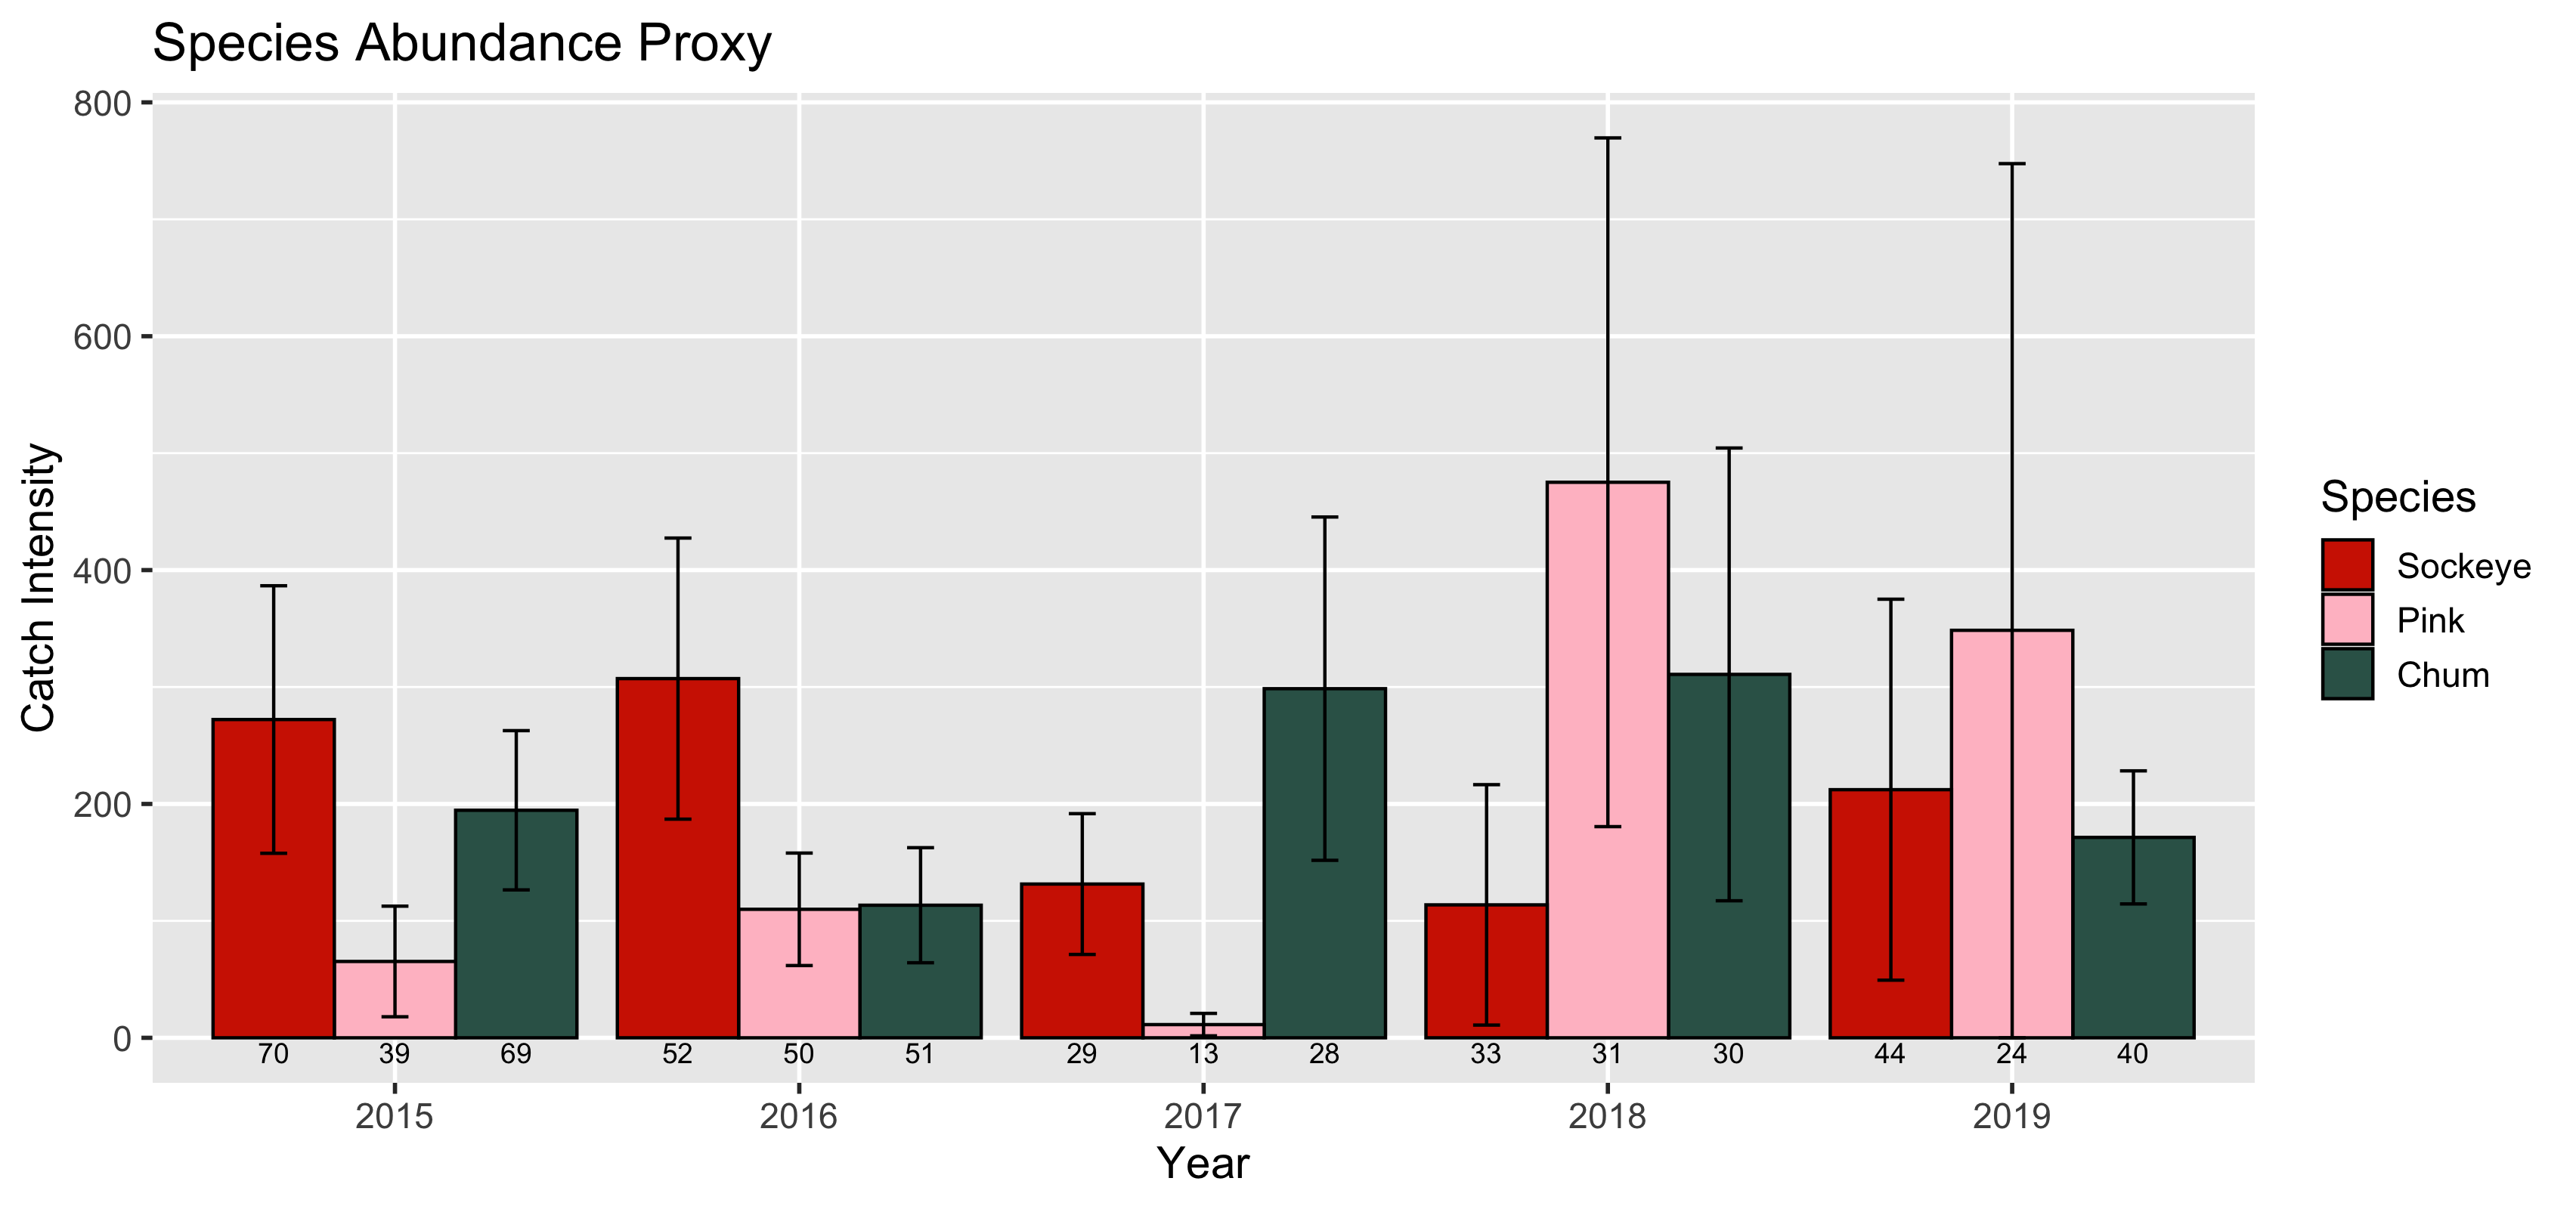 Species Abundance Proxy
800
600
400
200
0
Catch Intensity
70 39 69 52 50 51 29 13 28 33 31 30 44 24 40
2015 2016 2017 2018 2019
Year
Species
Sockeye
Pink
Chum